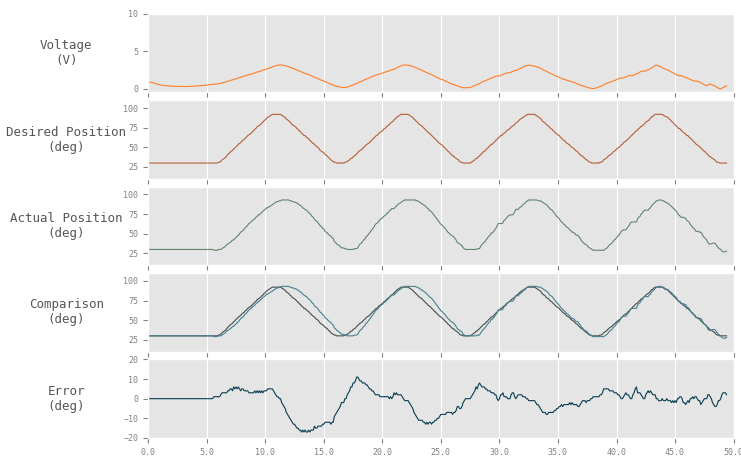 Voltage
(V)
10
5
0
Desired Position
(deg)
100
75
50
25
Actual Position
(deg)
100
75
50
25
Comparison
(deg)
100
75
50
25
Error
(deg)
20
10
0
−10
−20
0.0 5.0 10.0 15.0 20.0 25.0 30.0 35.0 40.0 45.0 50.0